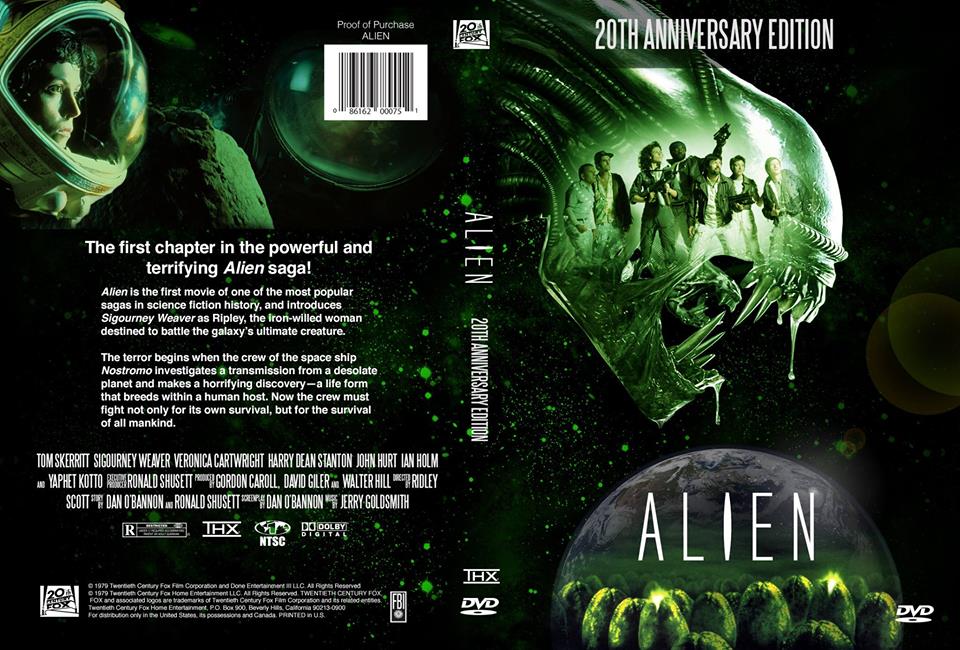 Proof of Purchase
ALIEN
0 86162 00075 1
The first chapter in the powerful and
terrifying Alien saga!
Alien is the first movie of one of the most popular
sagas in science fiction history, and introduces
Sigourney Weaver as Ripley, the iron-willed woman
destined to battle the galaxy's ultimate creature.
The terror begins when the crew of the space ship
Nostromo investigates a transmission from a desolate
planet and makes a horrifying discovery—a life form
that breeds within a human host. Now the crew must
fight not only for its own survival, but for the survival
of all mankind.
TOM SKERRITT SIGOURNEY WEAVER VERONICA CARTWRIGHT HARRY DEAN STANTON JOHN HURT IAN HOLM
AND YAPHET KOTTO EXECUTIVE PRODUCER RONALD SHUSETT PRODUCED BY GORDON CAROLL, DAVID GILER AND WALTER HILL DIRECTED BY RIDLEY
SCOTT STORY BY DAN O'BANNON AND RONALD SHUSETT SCREENPLAY BY DAN O'BANNON MUSIC BY JERRY GOLDSMITH
R RESTRICTED THX NTSC DOLBY
DIGITAL
20th CENTURY FOX
© 1979 Twentieth Century Fox Film Corporation and Done Entertainment III LLC. All Rights Reserved
© 1979 Twentieth Century Fox Home Entertainment LLC. All Rights Reserved. TWENTIETH CENTURY FOX,
FOX and associated logos are trademarks of Twentieth Century Fox Film Corporation and its related entities.
Twentieth Century Fox Home Entertainment, P.O. Box 900, Beverly Hills, California 90213-0900
For distribution only in the United States, its possessions and Canada. PRINTED in U.S.
FBI
20th CENTURY FOX
ALIEN
20TH ANNIVERSARY EDITION
THX
DVD
20TH ANNIVERSARY EDITION
ALIEN
DVD